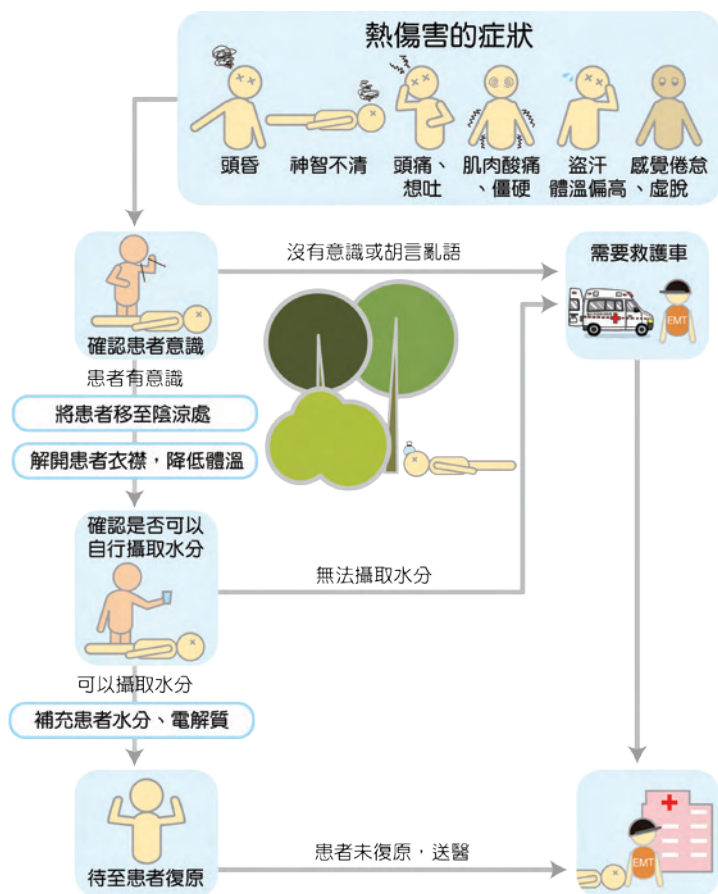 熱傷害的症狀
頭昏
神智不清
頭痛、
想吐
肌肉酸痛
、僵硬
盜汗
體溫偏高
感覺倦怠
、虛脫
沒有意識或胡言亂語
需要救護車
EMT
確認患者意識
患者有意識
將患者移至陰涼處
解開患者衣襟，降低體溫
確認是否可以
自行攝取水分
無法攝取水分
可以攝取水分
補充患者水分、電解質
待至患者復原
患者未復原，送醫
EMT